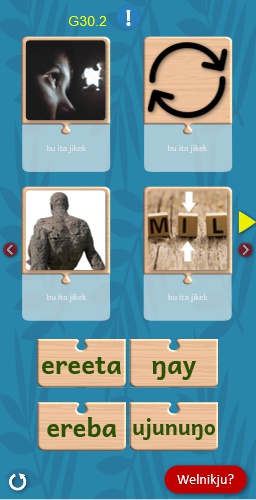 G30.2
!
bu ita jikek
bu ita jikek
bu ita jikek
MIL
bu ita jikek
ereeta
ŋay
ereba
ujunuŋo
Welnikju?